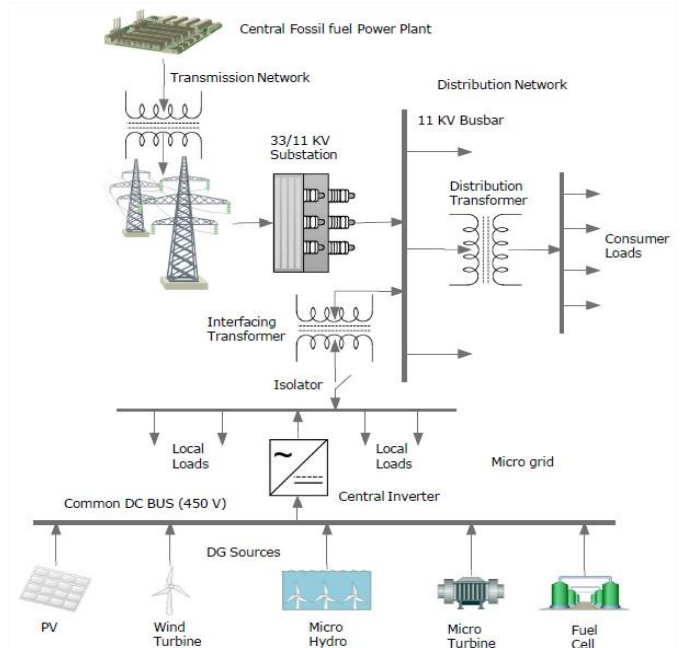 Central Fossil fuel Power Plant
Transmission Network
Distribution Network
11 KV Busbar
33/11 KV
Substation
Distribution
Transformer
Consumer
Loads
Interfacing
Transformer
Isolator
Local
Loads
Local
Loads
Micro grid
Central Inverter
Common DC BUS (450 V)
DG Sources
PV
Wind
Turbine
Micro
Hydro
Micro
Turbine
Fuel
Cell